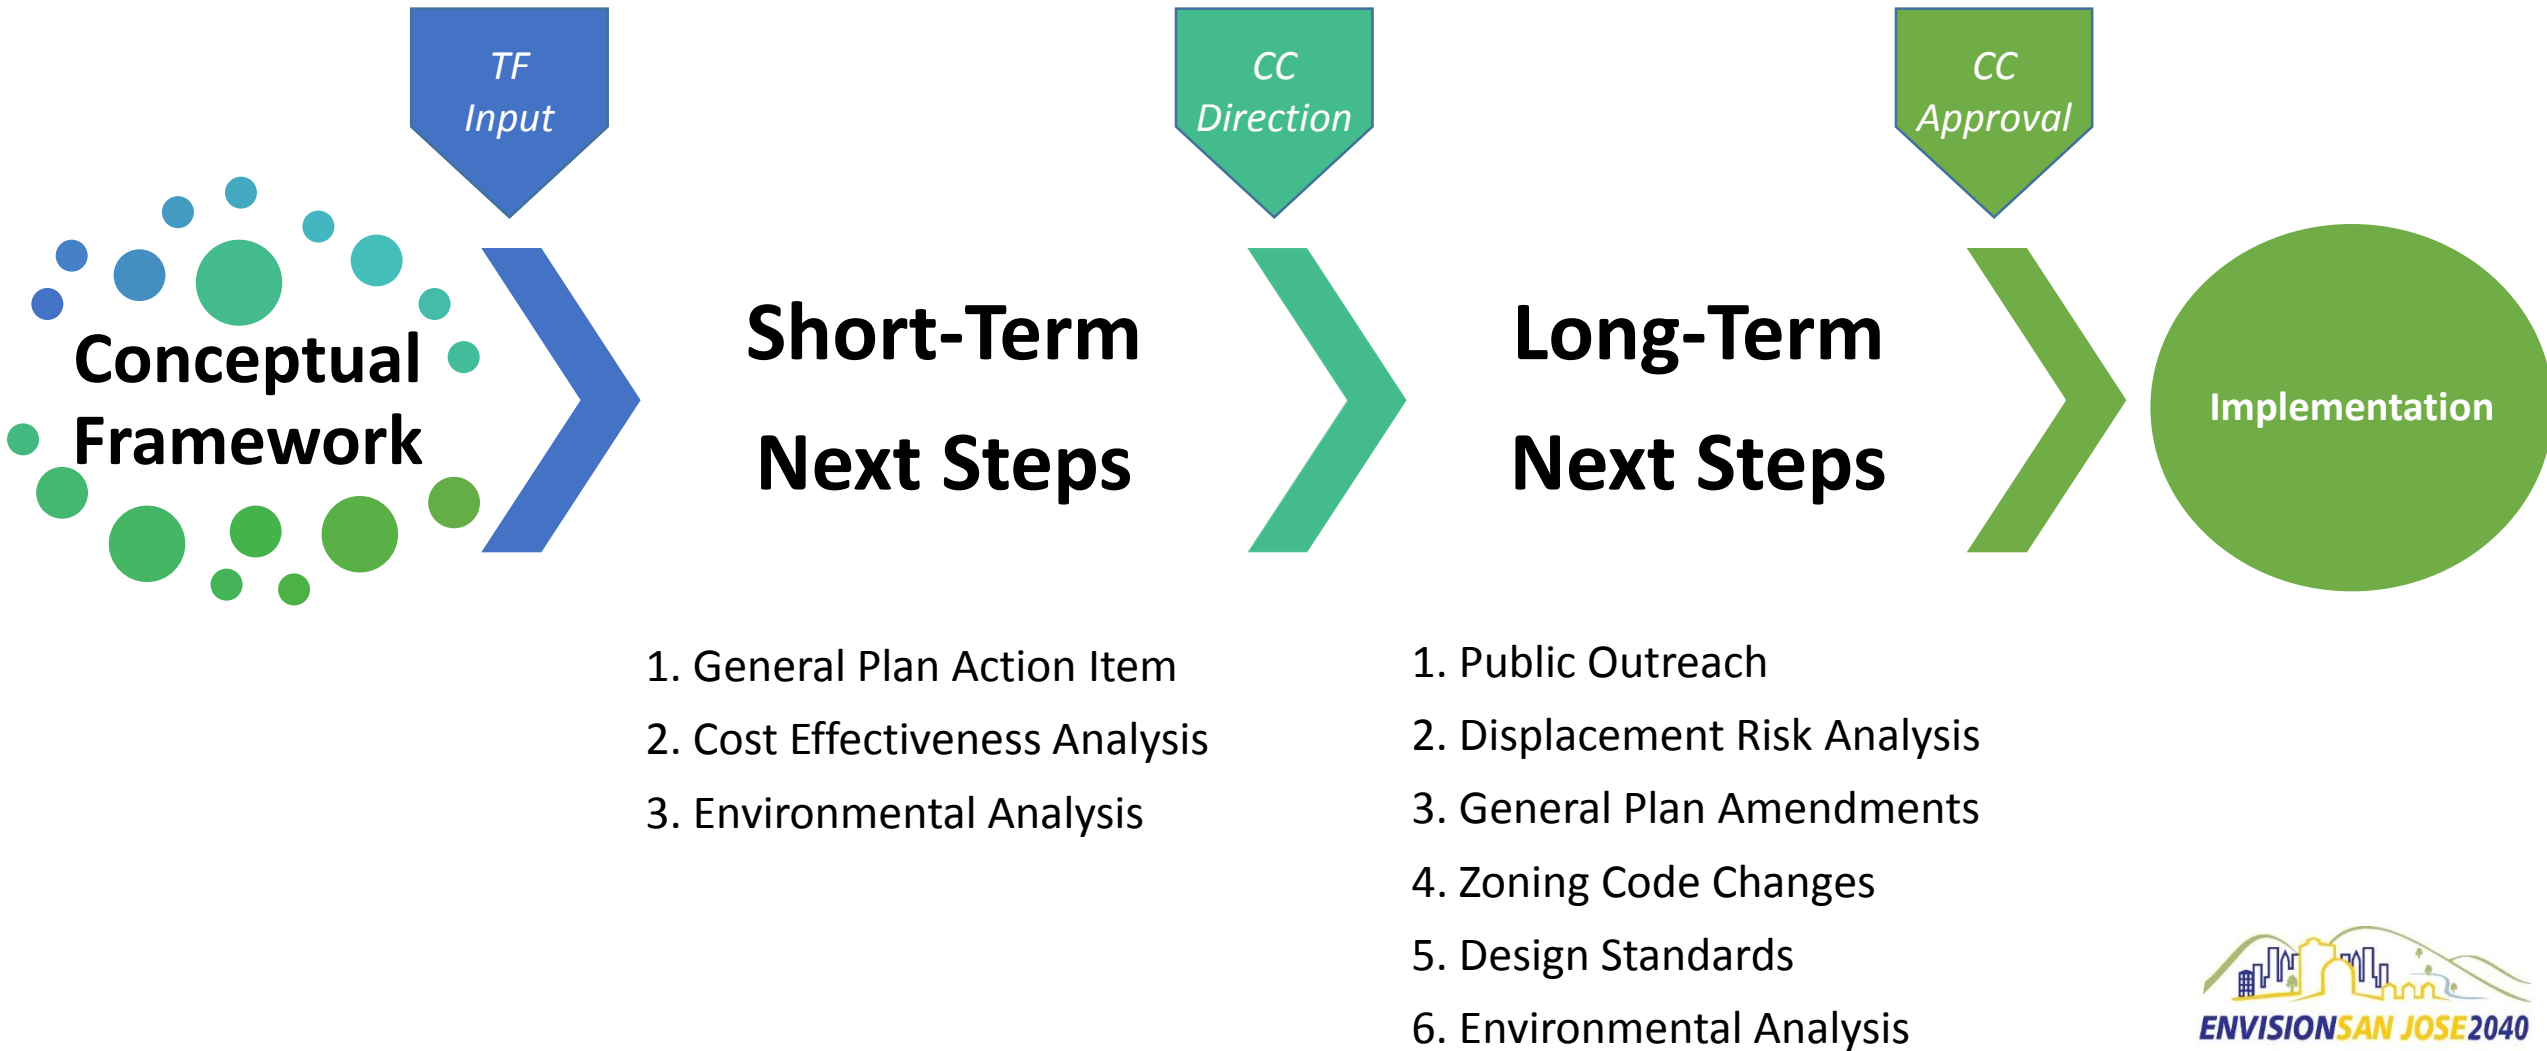 TF
Input
CC
Direction
CC
Approval
Conceptual
Framework
Short-Term
Next Steps
Long-Term
Next Steps
Implementation
1. General Plan Action Item
2. Cost Effectiveness Analysis
3. Environmental Analysis
1. Public Outreach
2. Displacement Risk Analysis
3. General Plan Amendments
4. Zoning Code Changes
5. Design Standards
6. Environmental Analysis
ENVISIONSAN JOSE2040